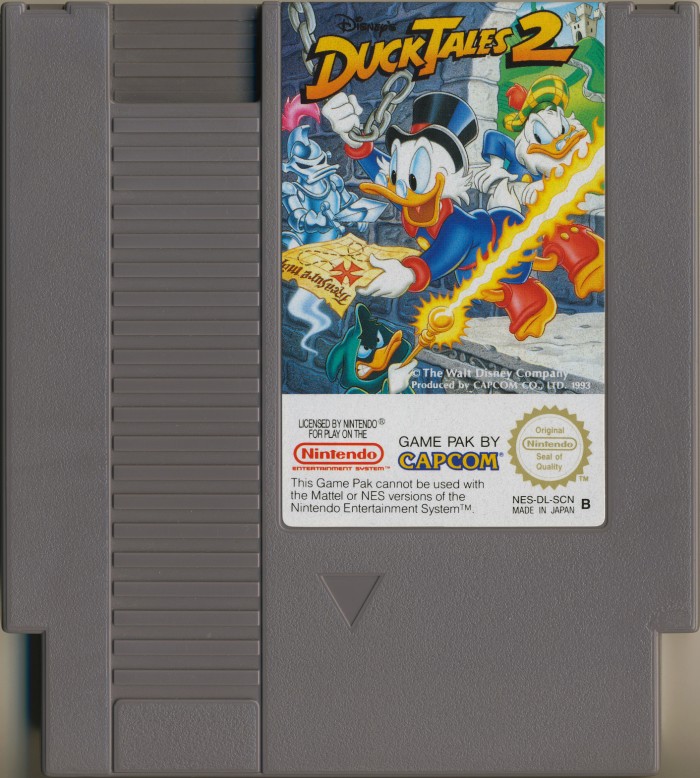 Disney's
DUCKTALES 2
Treasure Map
© The Walt Disney Company
Produced by CAPCOM CO., LTD. 1993
LICENSED BY NINTENDO®
FOR PLAY ON THE
Nintendo
ENTERTAINMENT SYSTEM™
GAME PAK BY
CAPCOM®
Original
Nintendo
Seal of
Quality
TM
This Game Pak cannot be used with
the Mattel or NES versions of the
Nintendo Entertainment System™.
NES-DL-SCN
MADE IN JAPAN B